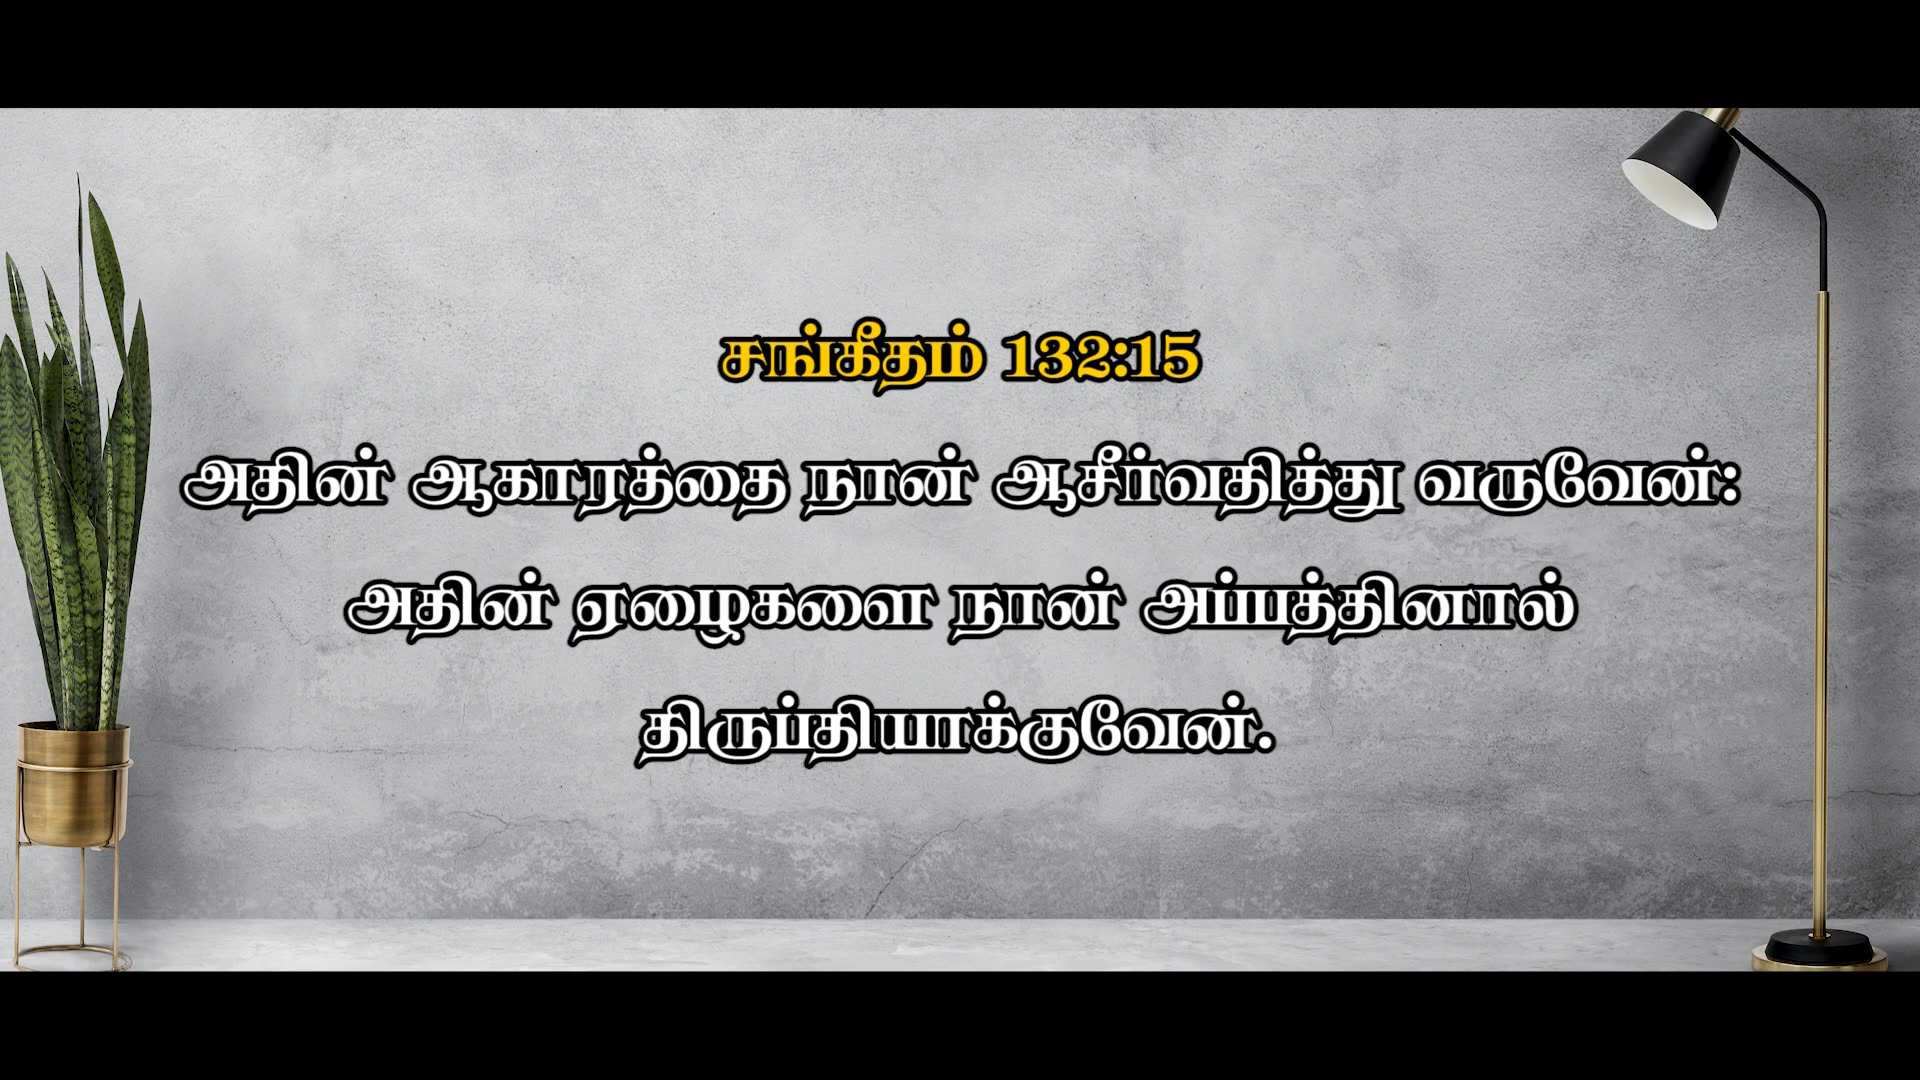 சங்கீதம் 132:15
அதின் ஆகாரத்தை நான் ஆசீர்வதித்து வருவேன்:
அதின் ஏழைகளை நான் அப்பத்தினால்
திருப்தியாக்குவேன்.